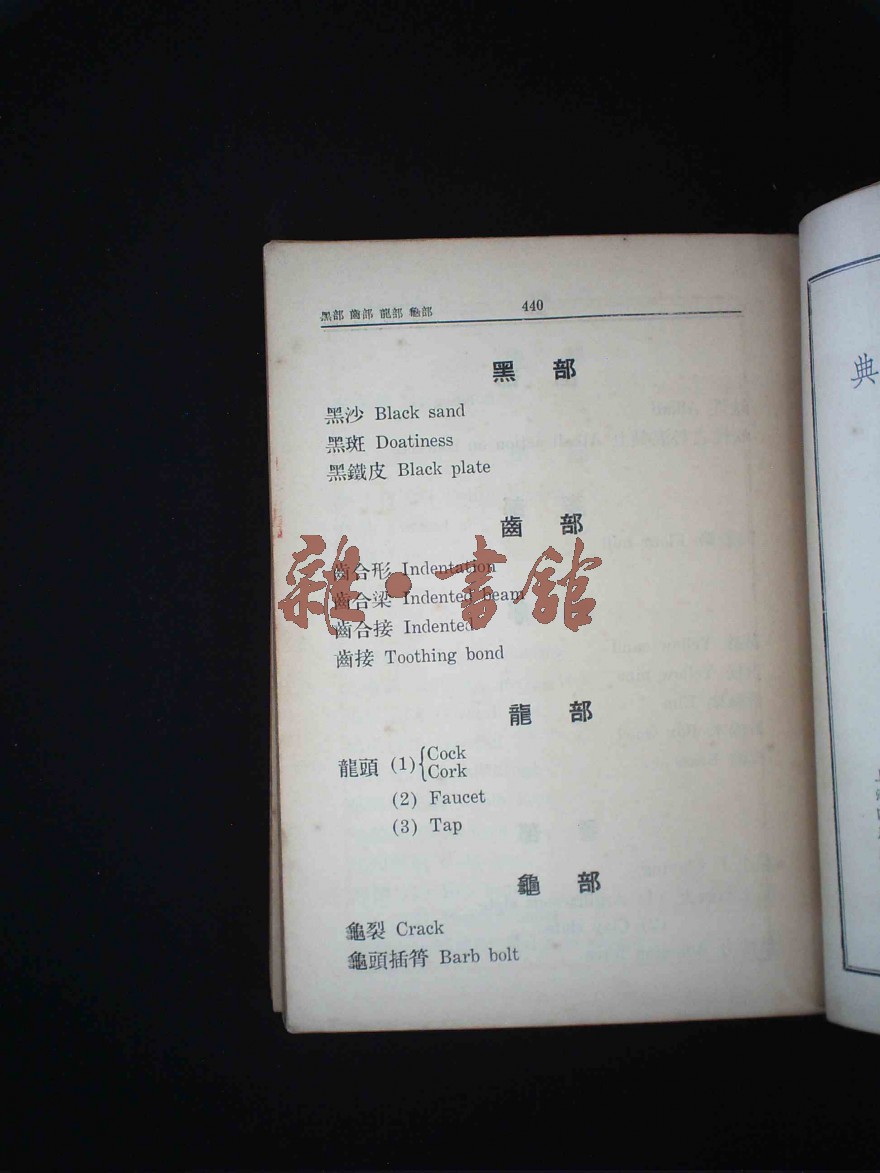 黑部 齒部 龍部 龜部 440
黑 部
黑沙 Black sand
黑斑 Doatiness
黑鐵皮 Black plate
齒 部
齒合形 Indentation
齒合梁 Indented beam
齒合接 Indented
齒接 Toothing bond
雜·書館
龍 部
龍頭 (1){Cock
Cork
(2) Faucet
(3) Tap
龜 部
龜裂 Crack
龜頭插筲 Barb bolt
典